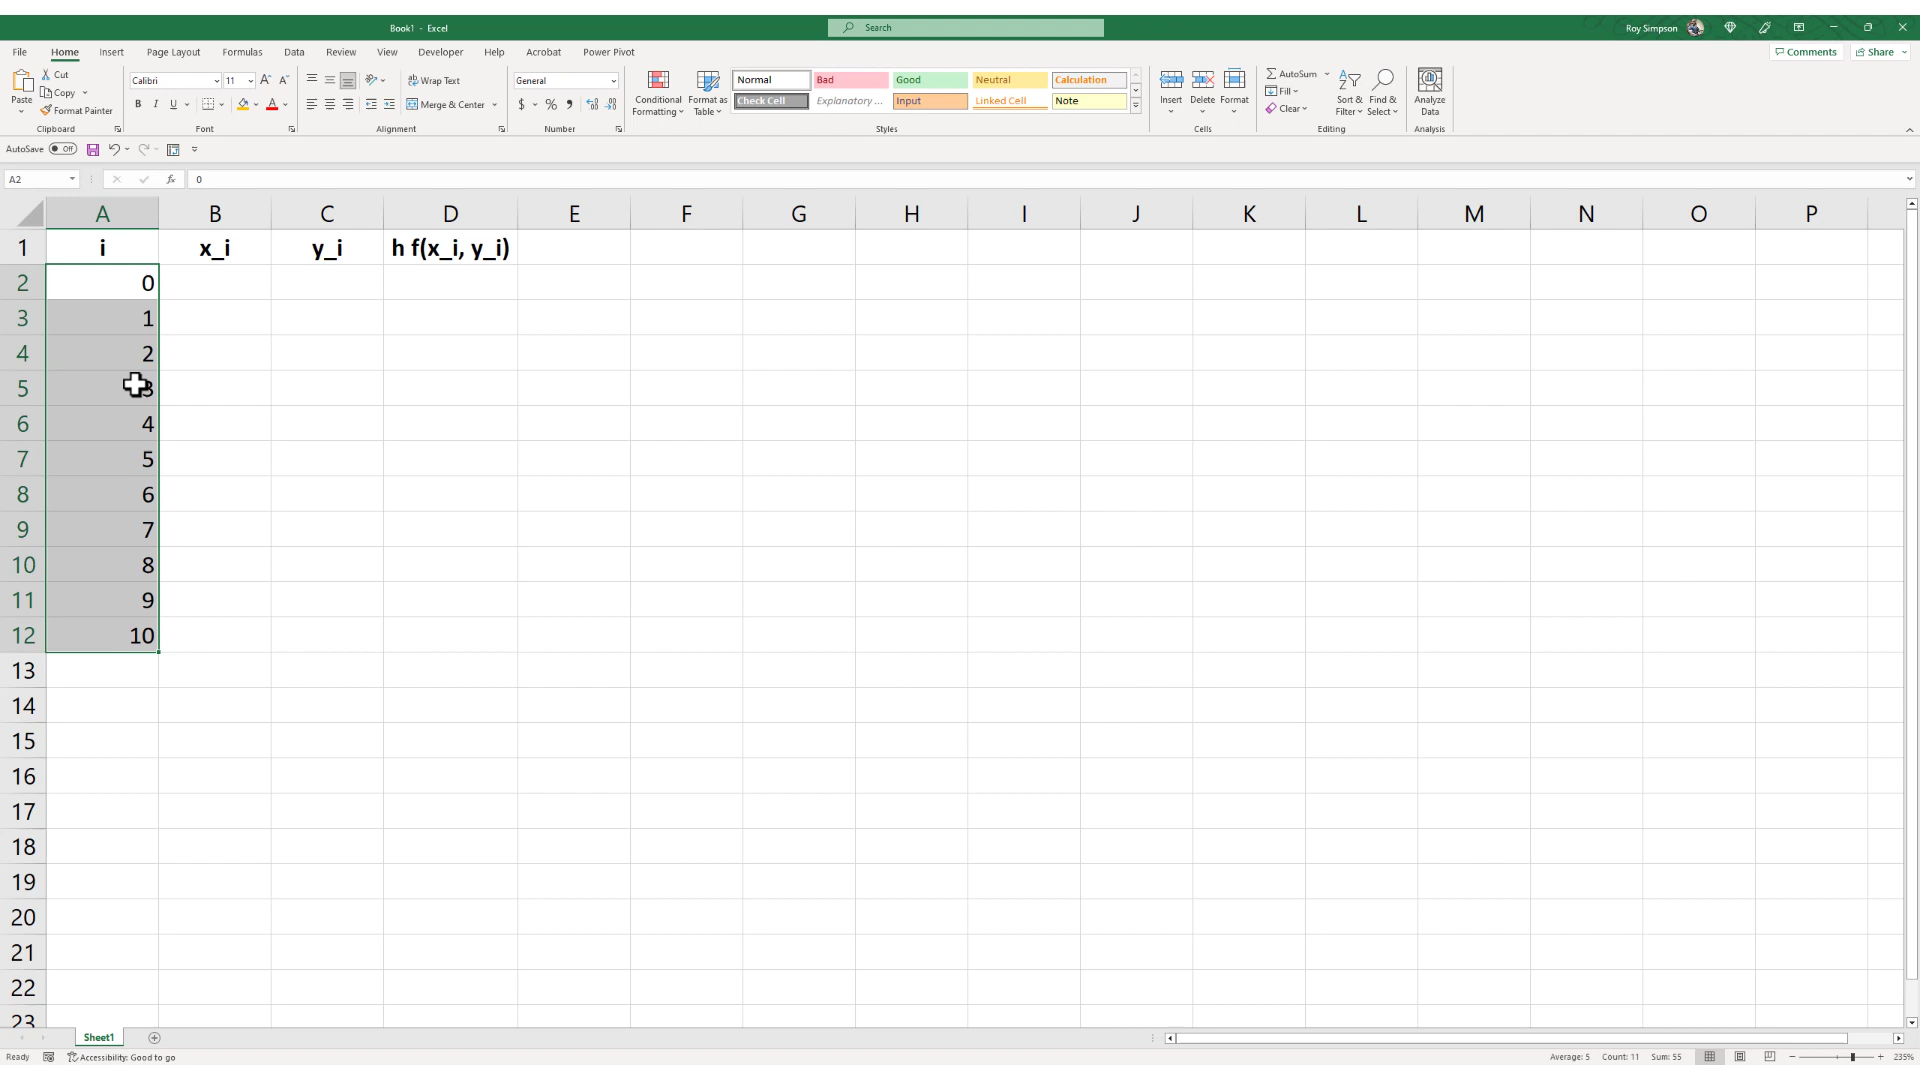 Book1 - Excel
Search
Roy Simpson
File Home Insert Page Layout Formulas Data Review View Developer Help Acrobat Power Pivot
Comments Share
Paste
Cut
Copy
Format Painter
Clipboard
Calibri 11
B I U
Font
Wrap Text
Merge & Center
Alignment
General
$ % ,
Number
Conditional Formatting
Format as Table
Normal Bad Good Neutral Calculation
Check Cell Explanatory ... Input Linked Cell Note
Styles
Insert Delete Format
Cells
AutoSum
Fill
Clear
Sort & Filter
Find & Select
Editing
Analyze Data
Analysis
AutoSave Off
A2 fx 0
A B C D E F G H I J K L M N O P
1 i x_i y_i h f(x_i, y_i)
2 0
3 1
4 2
5 3
6 4
7 5
8 6
9 7
10 8
11 9
12 10
13
14
15
16
17
18
19
20
21
22
23
Sheet1
Ready Accessibility: Good to go Average: 5 Count: 11 Sum: 55 235%